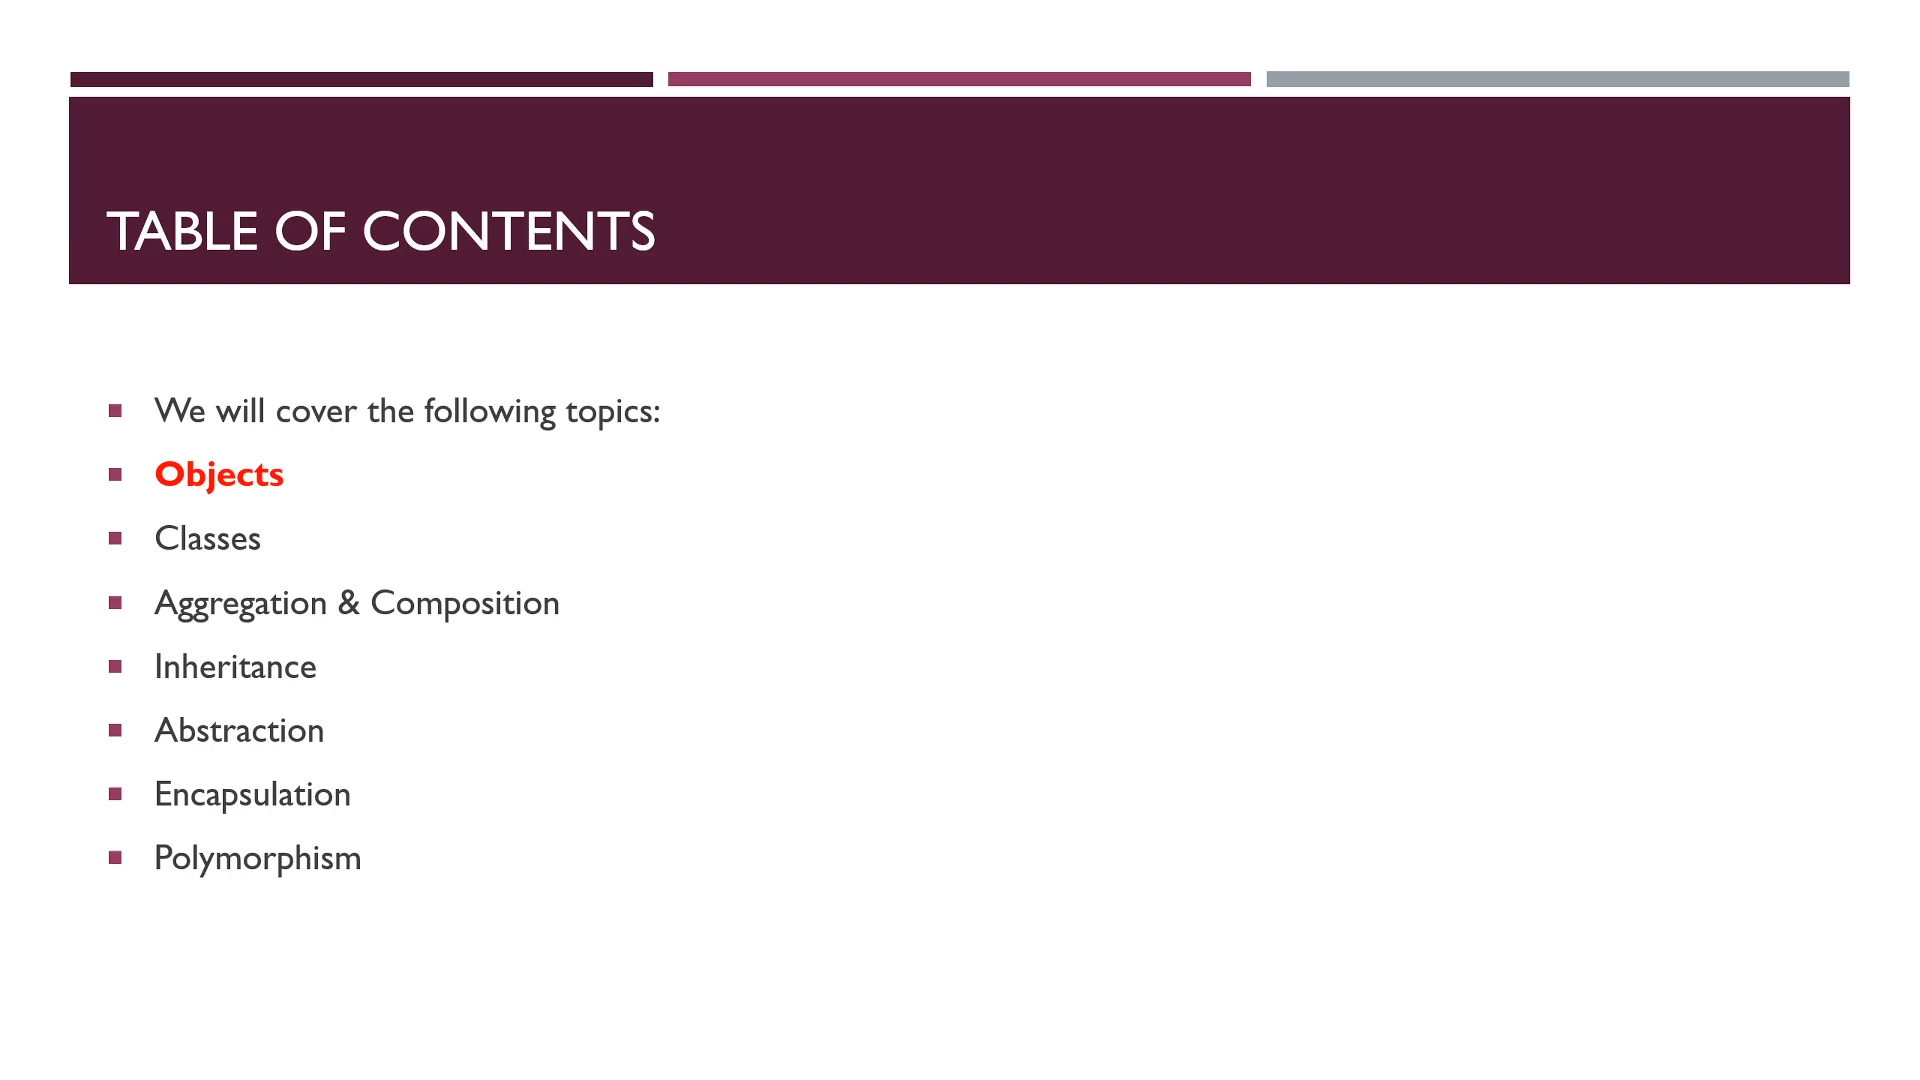 TABLE OF CONTENTS
We will cover the following topics:
Objects
Classes
Aggregation & Composition
Inheritance
Abstraction
Encapsulation
Polymorphism